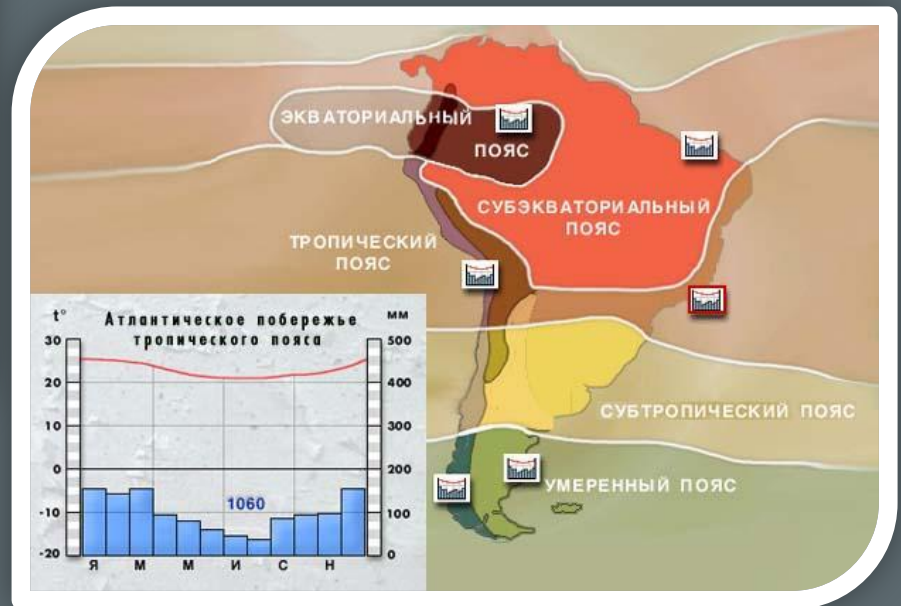 ЭКВАТОРИАЛЬНЫЙ
ПОЯС
СУБЭКВАТОРИАЛЬНЫЙ
ПОЯС
ТРОПИЧЕСКИЙ
ПОЯС
СУБТРОПИЧЕСКИЙ ПОЯС
УМЕРЕННЫЙ ПОЯС
t° Атлантическое побережье мм
тропического пояса
30 500
20 400
10 300
0 200
1060
-10 100
-20 0
Я М М И С Н